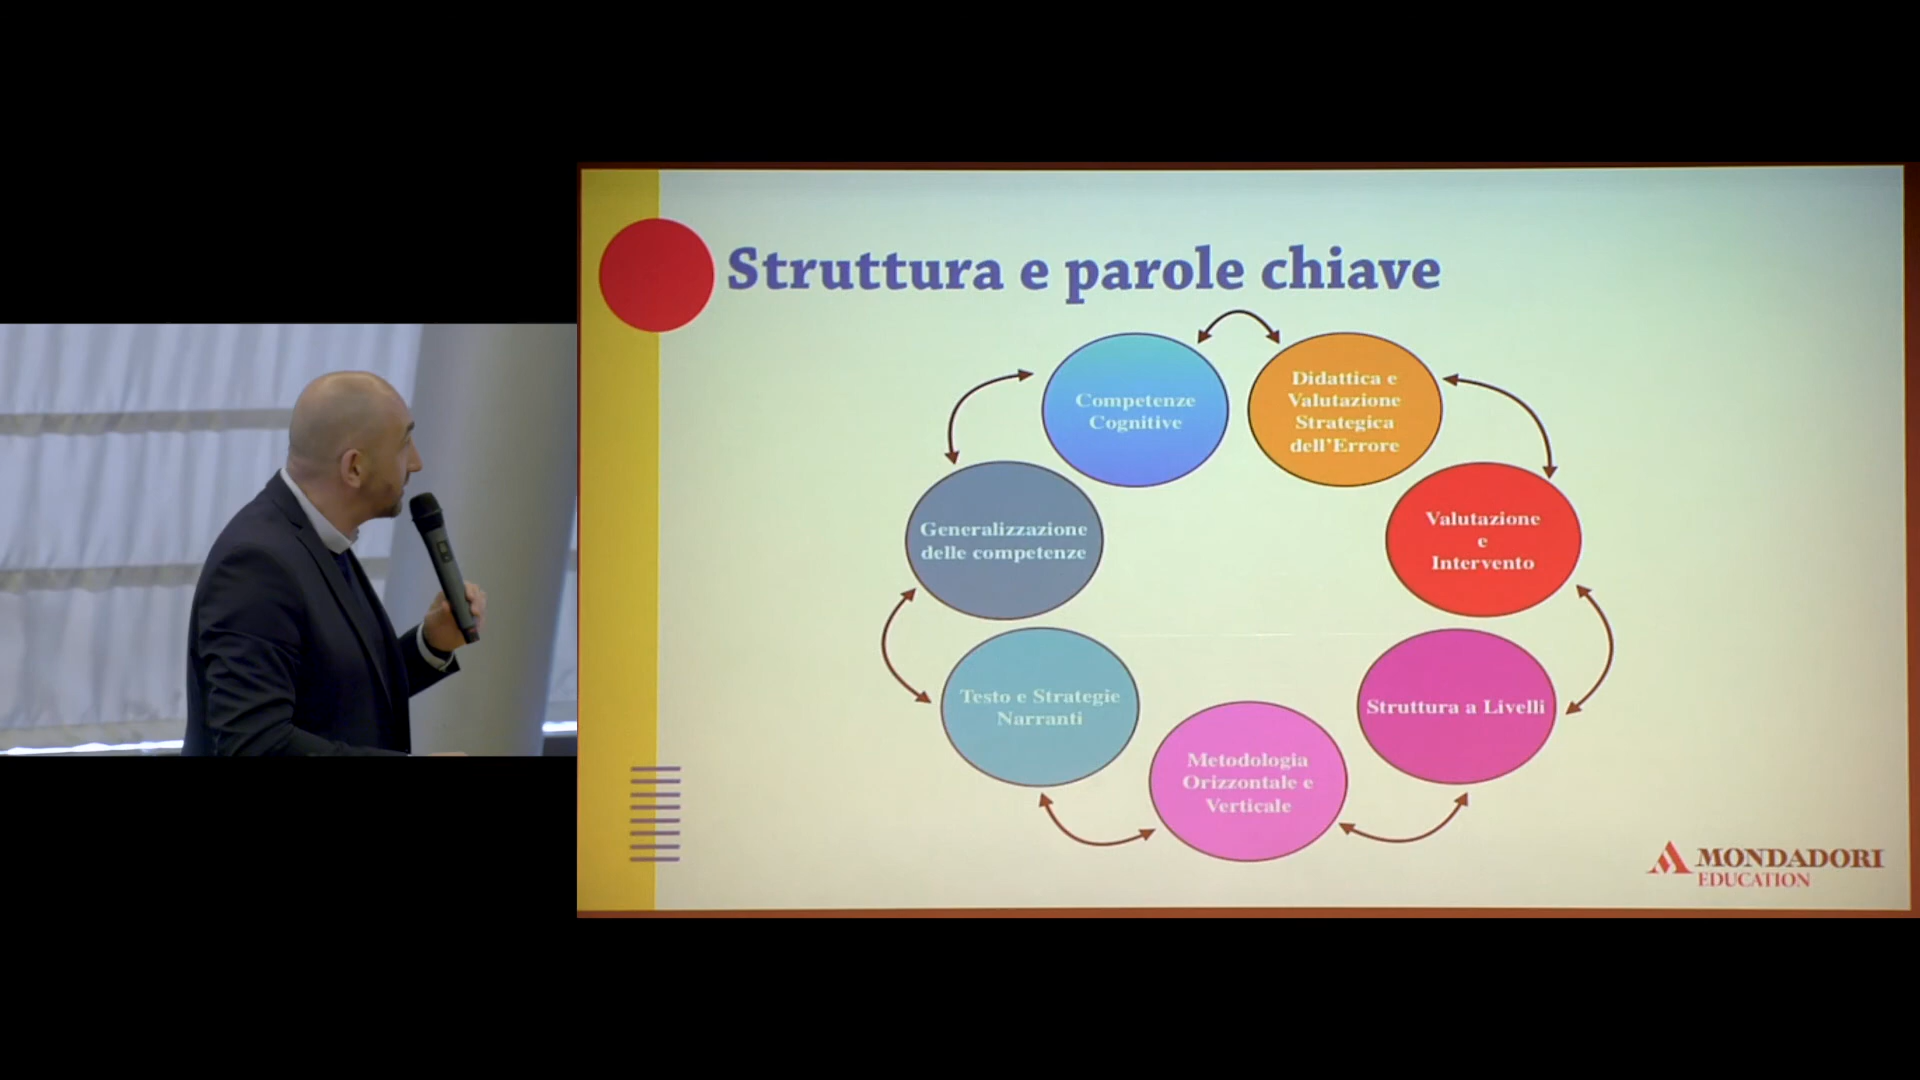 Struttura e parole chiave
Competenze
Cognitive
Didattica e
Valutazione
Strategica
dell'Errore
Valutazione
e
Intervento
Struttura a Livelli
Metodologia
Orizzontale e
Verticale
Testo e Strategie
Narranti
Generalizzazione
delle competenze
MONDADORI
EDUCATION